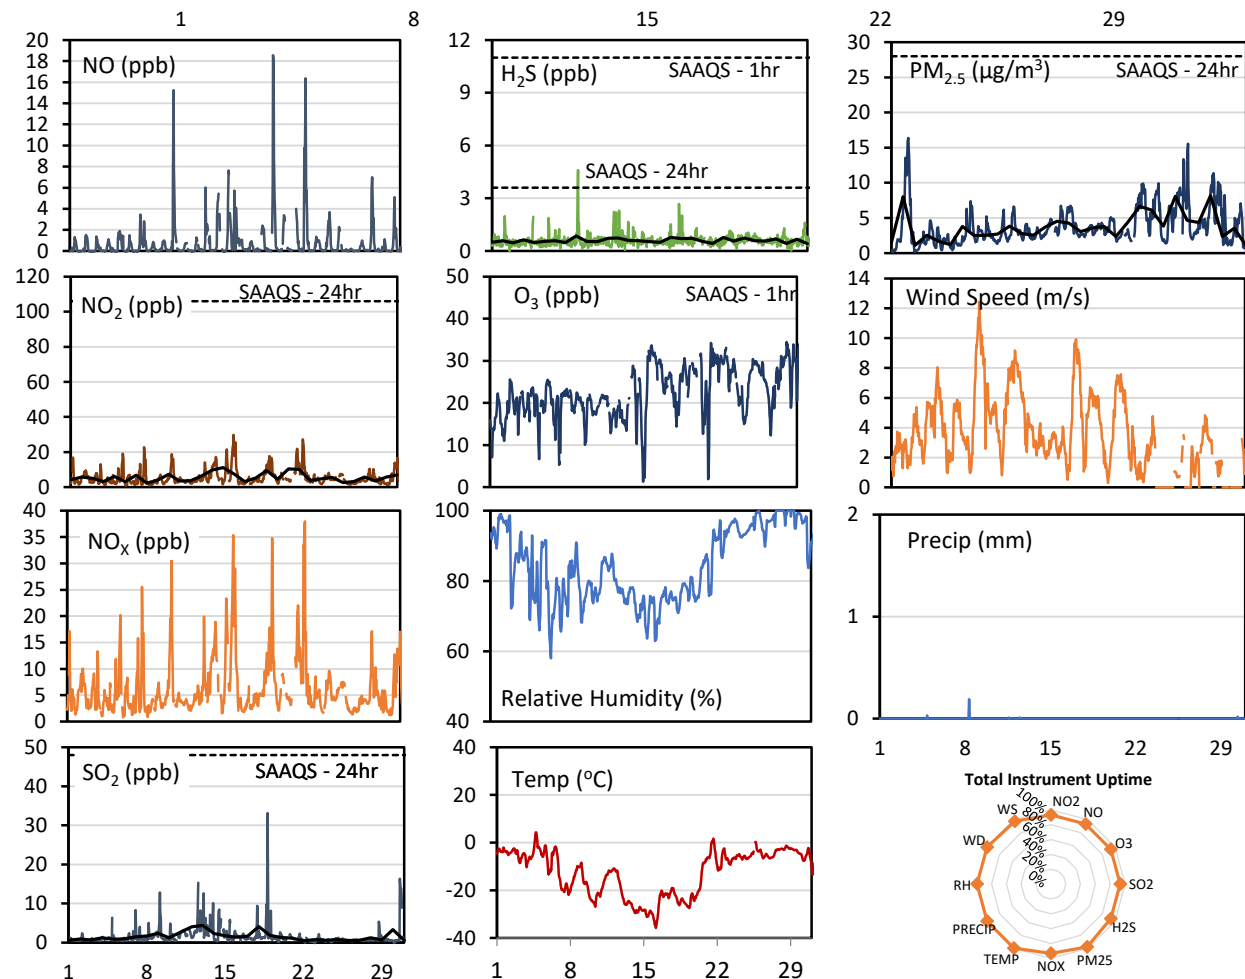 1 8 15 22 29
NO (ppb)
20
18
16
14
12
10
8
6
4
2
0
H2S (ppb)
SAAQS - 1hr
SAAQS - 24hr
12
9
6
3
0
PM2.5 (µg/m3)
SAAQS - 24hr
30
25
20
15
10
5
0
NO2 (ppb)
SAAQS - 24hr
120
100
80
60
40
20
0
O3 (ppb)
SAAQS - 1hr
50
40
30
20
10
0
Wind Speed (m/s)
14
12
10
8
6
4
2
0
NOX (ppb)
40
35
30
25
20
15
10
5
0
Relative Humidity (%)
100
80
60
40
Precip (mm)
2
1
0
1 8 15 22 29
SO2 (ppb)
SAAQS - 24hr
50
40
30
20
10
0
1 8 15 22 29
Temp (oC)
40
20
0
-20
-40
1 8 15 22 29
Total Instrument Uptime
100%
80%
60%
40%
20%
0%
NO2
NO
O3
SO2
H2S
PM25
NOX
TEMP
PRECIP
RH
WD
WS